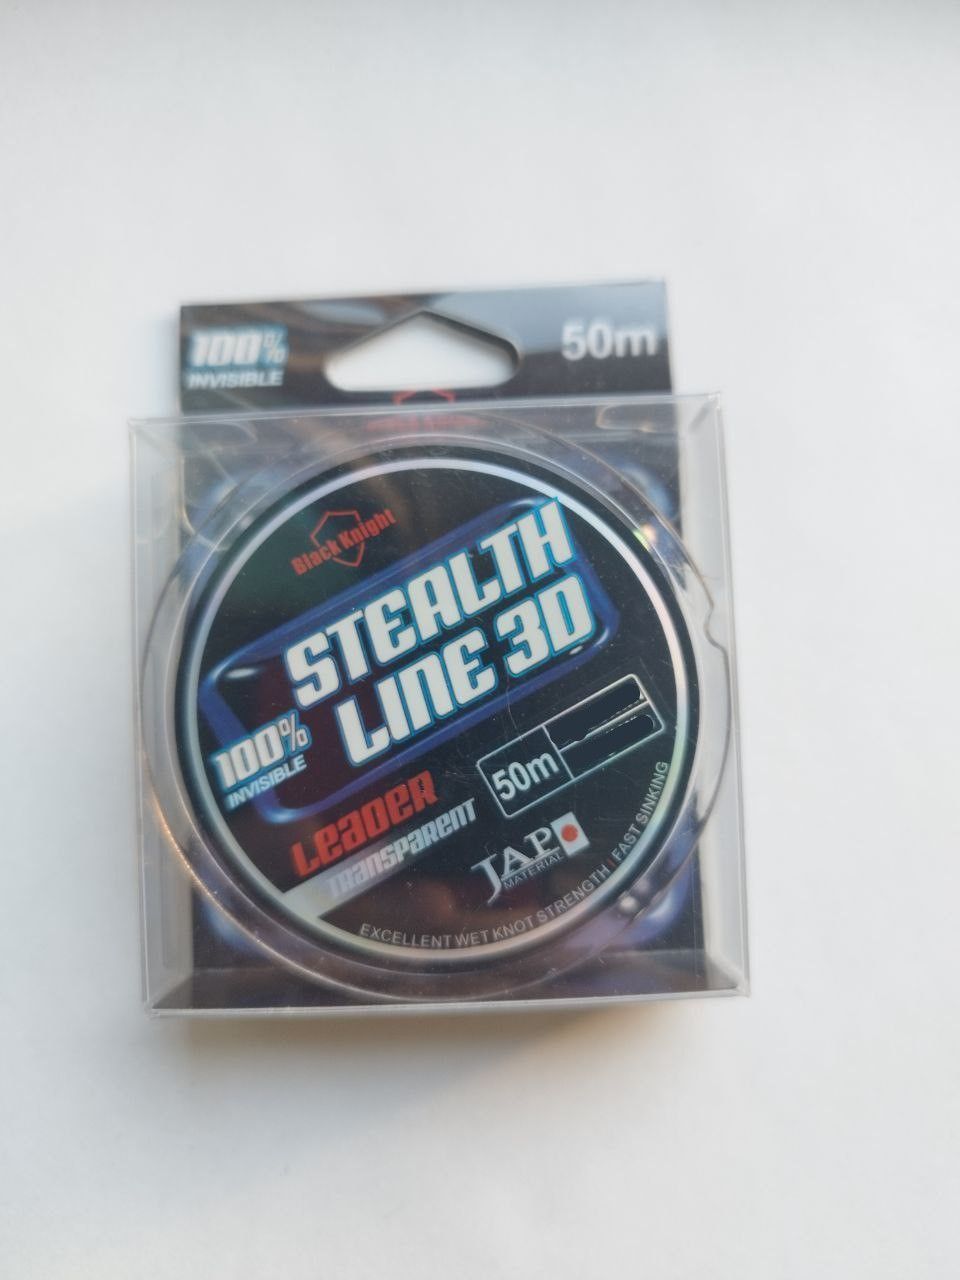 100%
INVISIBLE
50m
Black Knight
STEALTH
LINE 3D
100%
INVISIBLE
50m
LEADER
TRANSPARENT
JAP
MATERIAL
EXCELLENT WET KNOT STRENGTH | FAST SINKING